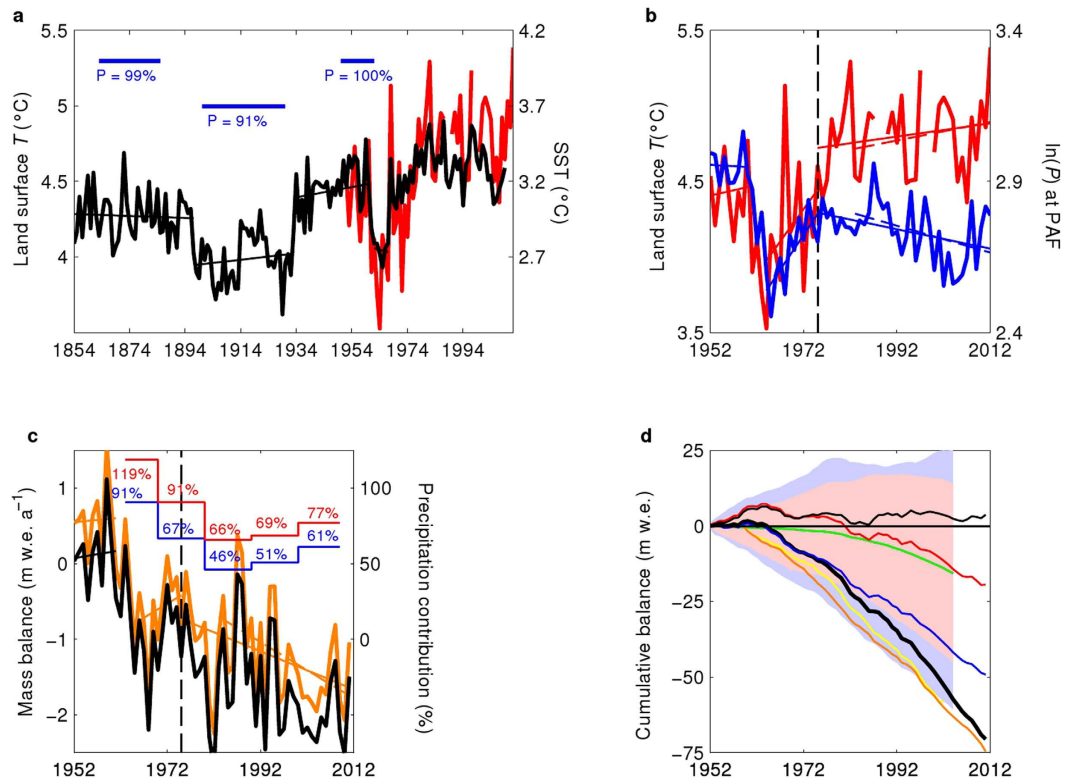 a
5.5
5
4.5
4
Land surface T (°C)
P = 99%
P = 91%
P = 100%
4.2
3.7
3.2
2.7
SST (°C)
1854 1874 1894 1914 1934 1954 1974 1994
b
5.5
4.5
3.5
Land surface T (°C)
3.4
2.9
2.4
ln(P) at PAF
1952 1972 1992 2012
c
1
0
−1
−2
Mass balance (m w.e. a⁻¹)
119%
91%
66%
69%
77%
91%
67%
46%
51%
61%
100
50
0
Precipitation contribution (%)
1952 1972 1992 2012
d
25
0
−25
−50
−75
Cumulative balance (m w.e.)
1952 1972 1992 2012